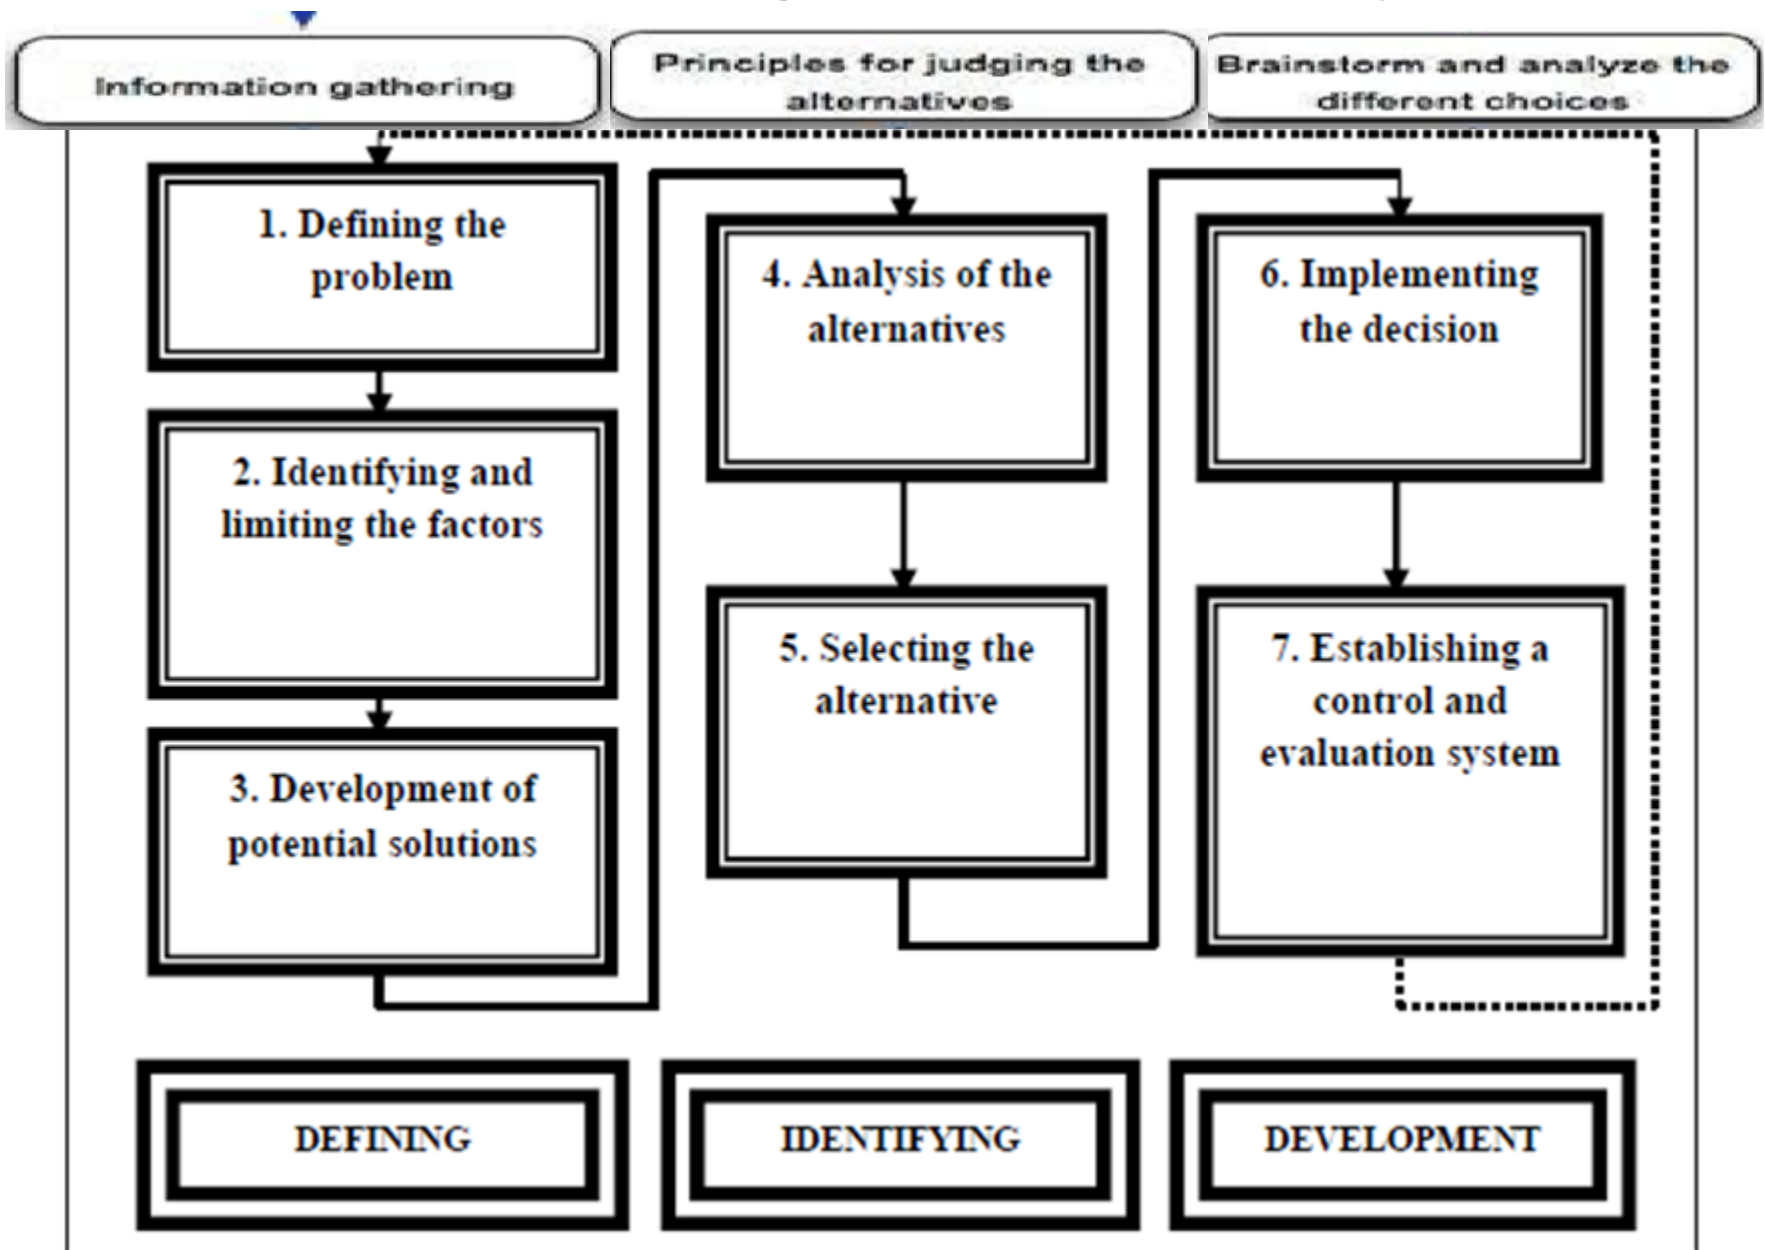 Information gathering
Principles for judging the
alternatives
Brainstorm and analyze the
different choices
1. Defining the
problem
2. Identifying and
limiting the factors
3. Development of
potential solutions
4. Analysis of the
alternatives
5. Selecting the
alternative
6. Implementing
the decision
7. Establishing a
control and
evaluation system
DEFINING
IDENTIFYING
DEVELOPMENT